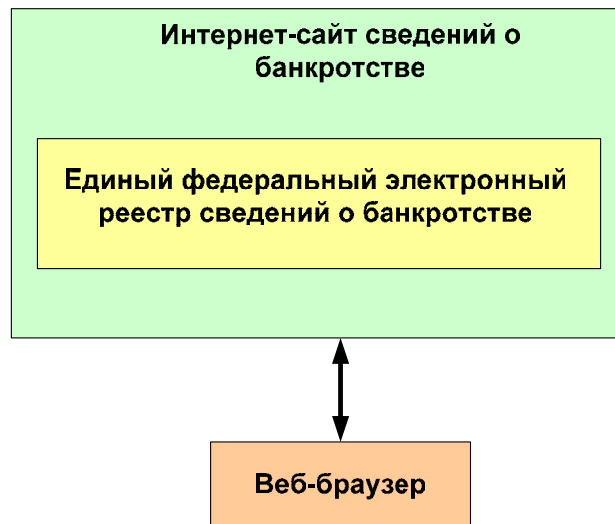 Интернет-сайт сведений о
банкротстве
Единый федеральный электронный
реестр сведений о банкротстве
Веб-браузер